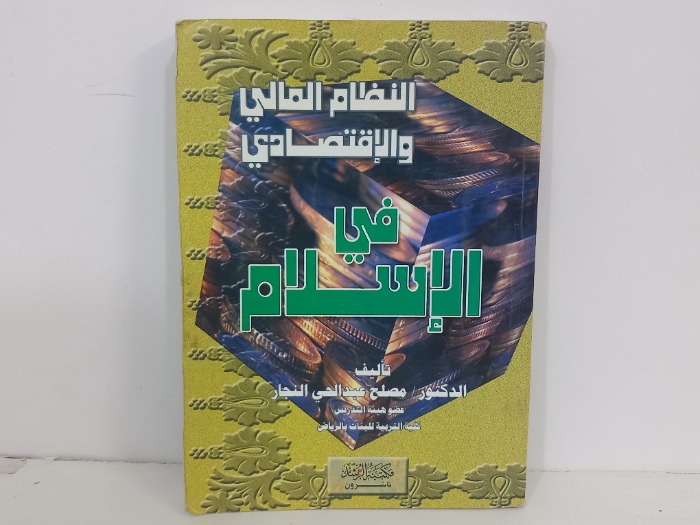 النظام المالي
والإقتصادي
في
الإسلام
تأليف
الدكتور / مصلح عبدالحي النجار
عضو هيئة التدريس
كلية التربية للبنات بالرياض
مكتبة الرشد
ناشرون